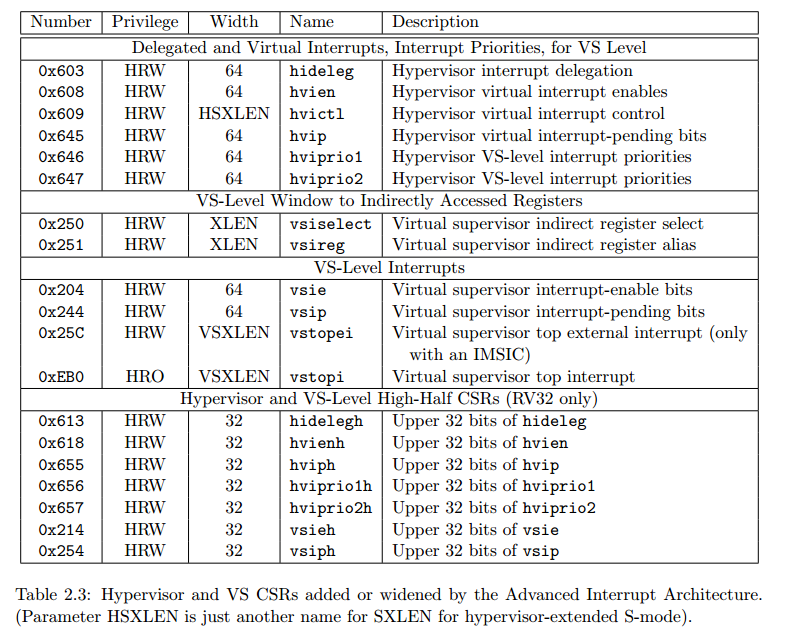 Number Privilege Width Name Description
Delegated and Virtual Interrupts, Interrupt Priorities, for VS Level
0x603 HRW 64 hideleg Hypervisor interrupt delegation
0x608 HRW 64 hvien Hypervisor virtual interrupt enables
0x609 HRW HSXLEN hvictl Hypervisor virtual interrupt control
0x645 HRW 64 hvip Hypervisor virtual interrupt-pending bits
0x646 HRW 64 hviprio1 Hypervisor VS-level interrupt priorities
0x647 HRW 64 hviprio2 Hypervisor VS-level interrupt priorities
VS-Level Window to Indirectly Accessed Registers
0x250 HRW XLEN vsiselect Virtual supervisor indirect register select
0x251 HRW XLEN vsireg Virtual supervisor indirect register alias
VS-Level Interrupts
0x204 HRW 64 vsie Virtual supervisor interrupt-enable bits
0x244 HRW 64 vsip Virtual supervisor interrupt-pending bits
0x25C HRW VSXLEN vstopei Virtual supervisor top external interrupt (only
with an IMSIC)
0xEB0 HRO VSXLEN vstopi Virtual supervisor top interrupt
Hypervisor and VS-Level High-Half CSRs (RV32 only)
0x613 HRW 32 hidelegh Upper 32 bits of hideleg
0x618 HRW 32 hvienh Upper 32 bits of hvien
0x655 HRW 32 hviph Upper 32 bits of hvip
0x656 HRW 32 hviprio1h Upper 32 bits of hviprio1
0x657 HRW 32 hviprio2h Upper 32 bits of hviprio2
0x214 HRW 32 vsieh Upper 32 bits of vsie
0x254 HRW 32 vsiph Upper 32 bits of vsip
Table 2.3: Hypervisor and VS CSRs added or widened by the Advanced Interrupt Architecture.
(Parameter HSXLEN is just another name for SXLEN for hypervisor-extended S-mode).